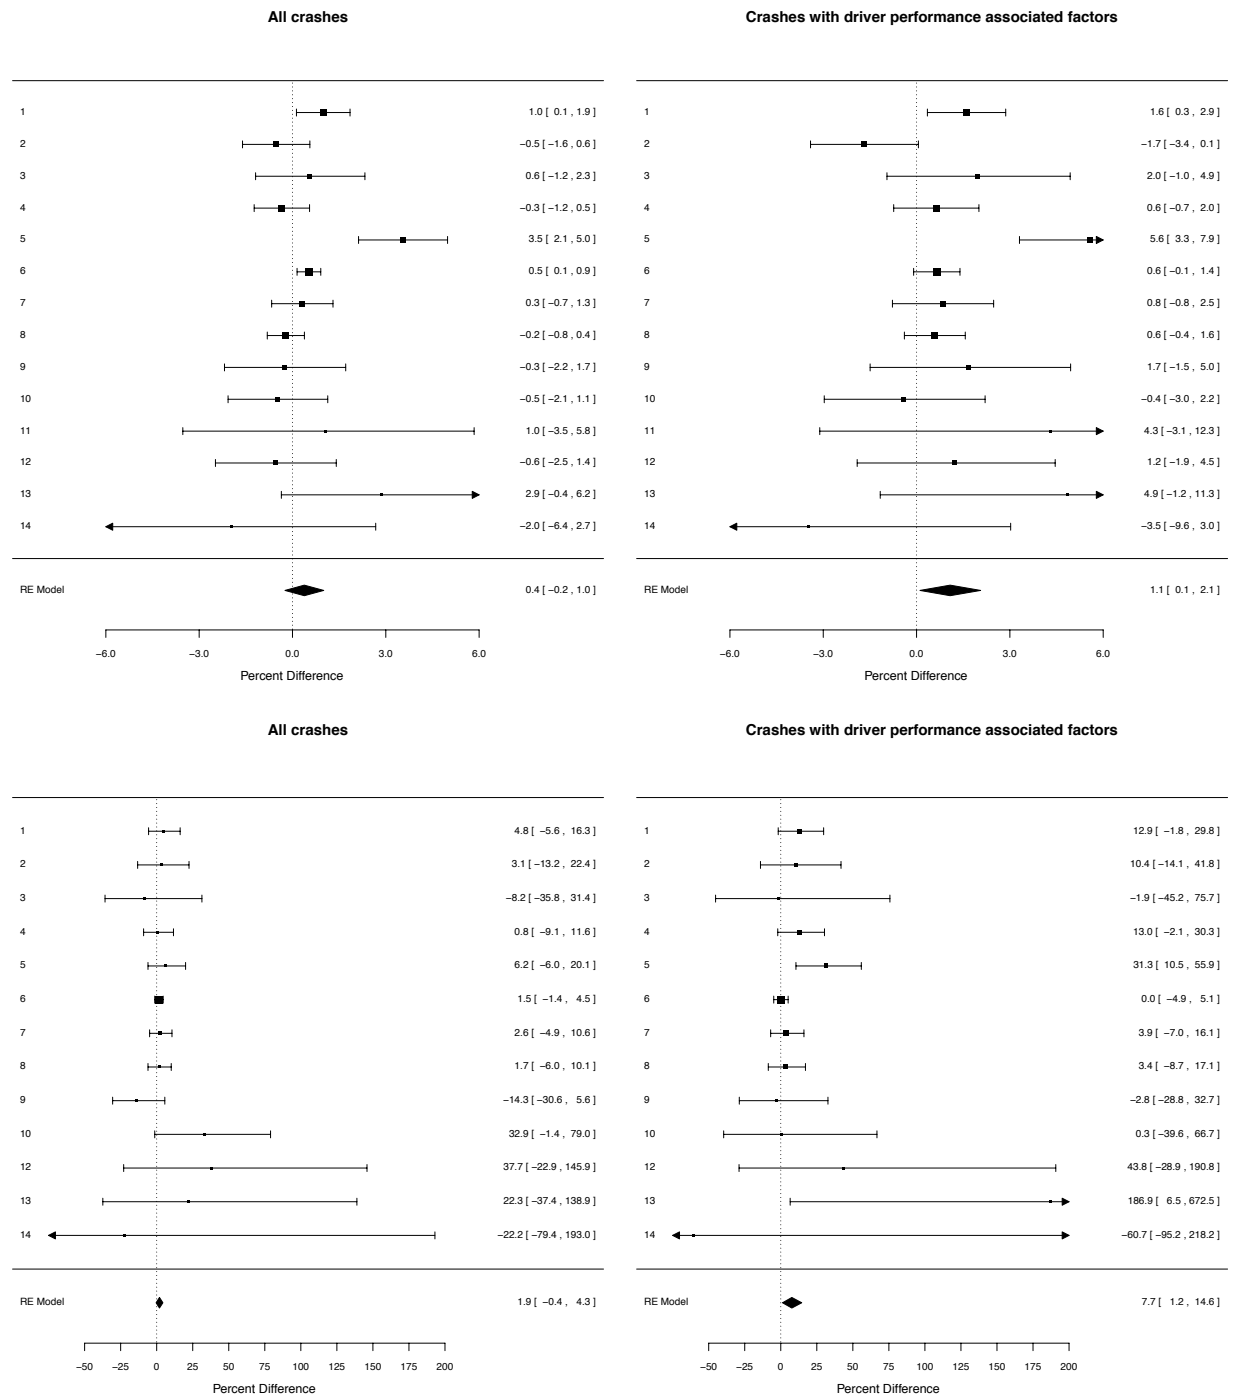 All crashes
1 1.0 [ 0.1 , 1.9 ]
2 −0.5 [ −1.6 , 0.6 ]
3 0.6 [ −1.2 , 2.3 ]
4 −0.3 [ −1.2 , 0.5 ]
5 3.5 [ 2.1 , 5.0 ]
6 0.5 [ 0.1 , 0.9 ]
7 0.3 [ −0.7 , 1.3 ]
8 −0.2 [ −0.8 , 0.4 ]
9 −0.3 [ −2.2 , 1.7 ]
10 −0.5 [ −2.1 , 1.1 ]
11 1.0 [ −3.5 , 5.8 ]
12 −0.6 [ −2.5 , 1.4 ]
13 2.9 [ −0.4 , 6.2 ]
14 −2.0 [ −6.4 , 2.7 ]
RE Model 0.4 [ −0.2 , 1.0 ]
−6.0 −3.0 0.0 3.0 6.0
Percent Difference
Crashes with driver performance associated factors
1 1.6 [ 0.3 , 2.9 ]
2 −1.7 [ −3.4 , 0.1 ]
3 2.0 [ −1.0 , 4.9 ]
4 0.6 [ −0.7 , 2.0 ]
5 5.6 [ 3.3 , 7.9 ]
6 0.6 [ −0.1 , 1.4 ]
7 0.8 [ −0.8 , 2.5 ]
8 0.6 [ −0.4 , 1.6 ]
9 1.7 [ −1.5 , 5.0 ]
10 −0.4 [ −3.0 , 2.2 ]
11 4.3 [ −3.1 , 12.3 ]
12 1.2 [ −1.9 , 4.5 ]
13 4.9 [ −1.2 , 11.3 ]
14 −3.5 [ −9.6 , 3.0 ]
RE Model 1.1 [ 0.1 , 2.1 ]
−6.0 −3.0 0.0 3.0 6.0
Percent Difference
All crashes
1 4.8 [ −5.6 , 16.3 ]
2 3.1 [ −13.2 , 22.4 ]
3 −8.2 [ −35.8 , 31.4 ]
4 0.8 [ −9.1 , 11.6 ]
5 6.2 [ −6.0 , 20.1 ]
6 1.5 [ −1.4 , 4.5 ]
7 2.6 [ −4.9 , 10.6 ]
8 1.7 [ −6.0 , 10.1 ]
9 −14.3 [ −30.6 , 5.6 ]
10 32.9 [ −1.4 , 79.0 ]
12 37.7 [ −22.9 , 145.9 ]
13 22.3 [ −37.4 , 138.9 ]
14 −22.2 [ −79.4 , 193.0 ]
RE Model 1.9 [ −0.4 , 4.3 ]
−50 −25 0 25 50 75 100 125 150 175 200
Percent Difference
Crashes with driver performance associated factors
1 12.9 [ −1.8 , 29.8 ]
2 10.4 [ −14.1 , 41.8 ]
3 −1.9 [ −45.2 , 75.7 ]
4 13.0 [ −2.1 , 30.3 ]
5 31.3 [ 10.5 , 55.9 ]
6 0.0 [ −4.9 , 5.1 ]
7 3.9 [ −7.0 , 16.1 ]
8 3.4 [ −8.7 , 17.1 ]
9 −2.8 [ −28.8 , 32.7 ]
10 0.3 [ −39.6 , 66.7 ]
12 43.8 [ −28.9 , 190.8 ]
13 186.9 [ 6.5 , 672.5 ]
14 −60.7 [ −95.2 , 218.2 ]
RE Model 7.7 [ 1.2 , 14.6 ]
−50 −25 0 25 50 75 100 125 150 175 200
Percent Difference